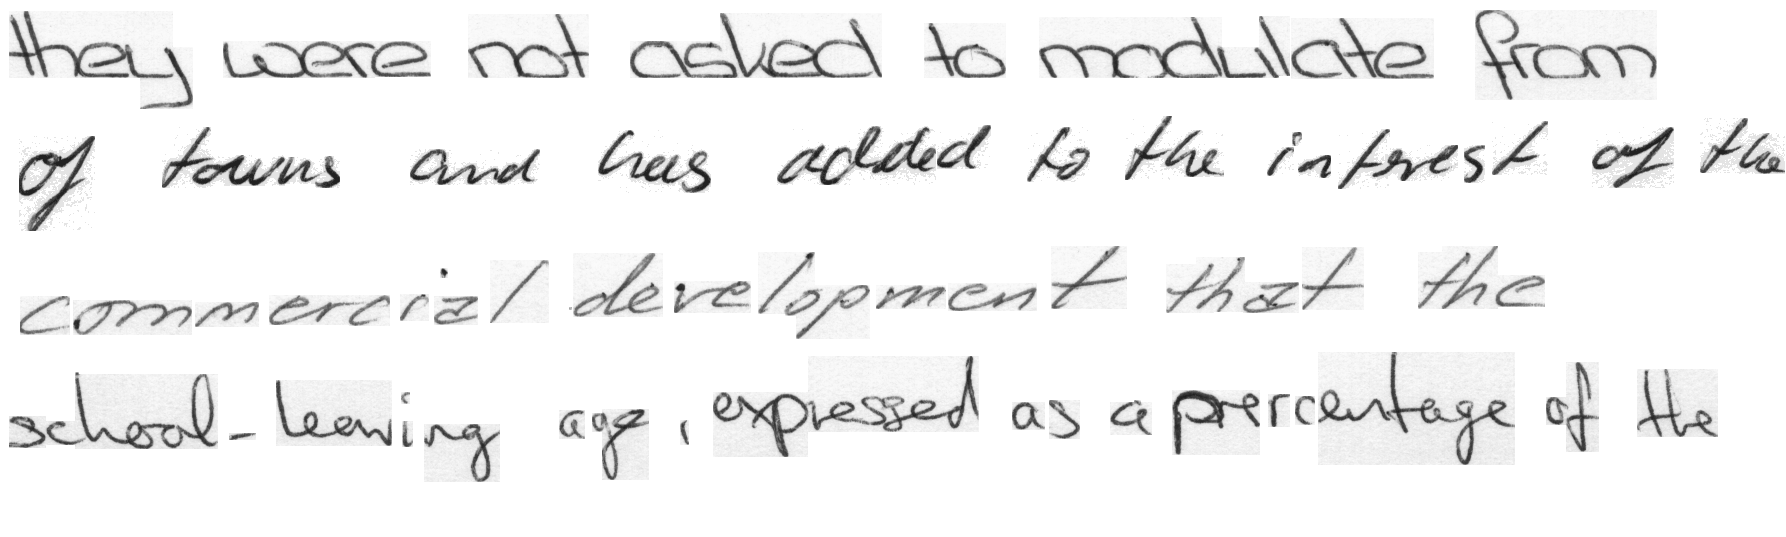 they were not asked to modulate from
of towns and has added to the interest of the
commercial development that the
school-leaving age, expressed as a prercentage of the